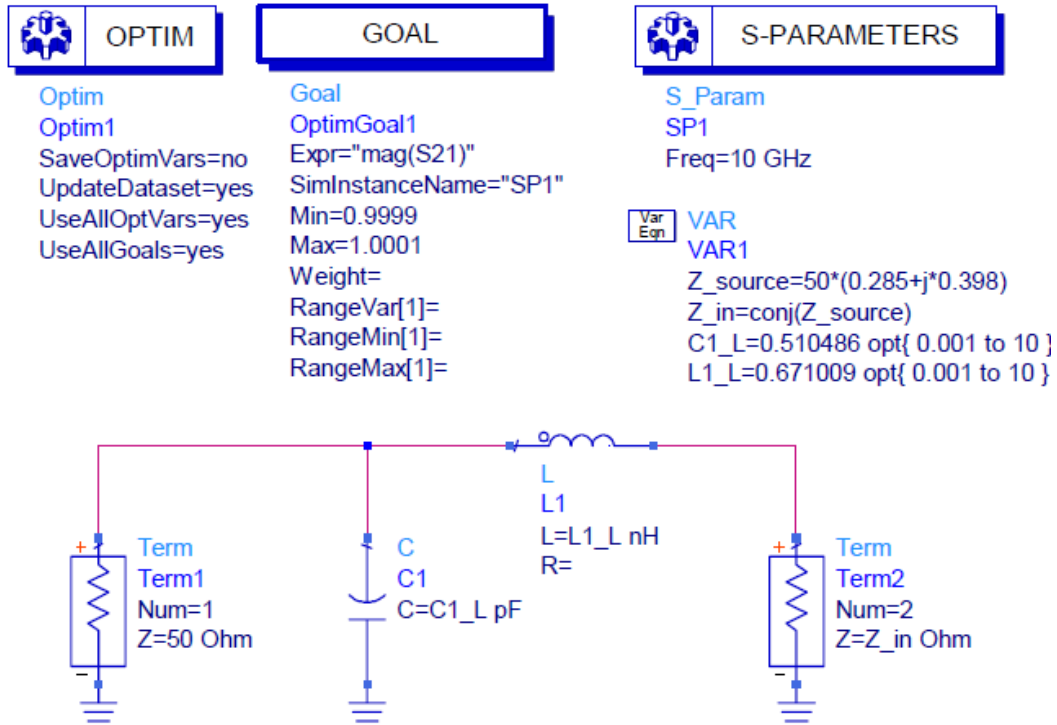 OPTIM
Optim
Optim1
SaveOptimVars=no
UpdateDataset=yes
UseAllOptVars=yes
UseAllGoals=yes
GOAL
Goal
OptimGoal1
Expr="mag(S21)"
SimInstanceName="SP1"
Min=0.9999
Max=1.0001
Weight=
RangeVar[1]=
RangeMin[1]=
RangeMax[1]=
S-PARAMETERS
S_Param
SP1
Freq=10 GHz
Var
Eqn
VAR
VAR1
Z_source=50*(0.285+j*0.398)
Z_in=conj(Z_source)
C1_L=0.510486 opt{ 0.001 to 10 }
L1_L=0.671009 opt{ 0.001 to 10 }
+
Term
Term1
Num=1
Z=50 Ohm
-
C
C1
C=C1_L pF
L
L1
L=L1_L nH
R=
+
Term
Term2
Num=2
Z=Z_in Ohm
-